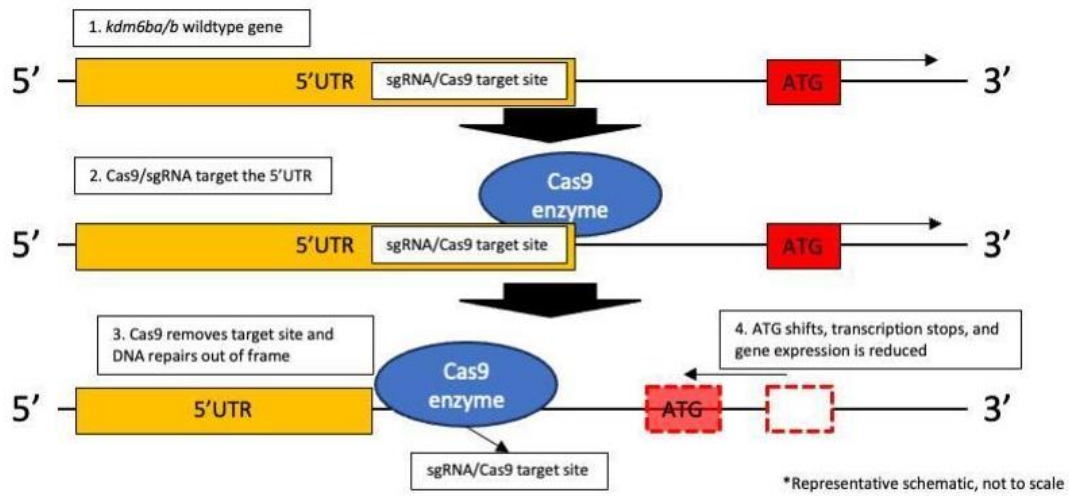 1. kdm6ba/b wildtype gene
5’ 5’UTR sgRNA/Cas9 target site ATG 3’
2. Cas9/sgRNA target the 5’UTR
Cas9
enzyme
5’ 5’UTR sgRNA/Cas9 target site ATG 3’
3. Cas9 removes target site and
DNA repairs out of frame
4. ATG shifts, transcription stops, and
gene expression is reduced
Cas9
enzyme
5’ 5’UTR ATG 3’
sgRNA/Cas9 target site
*Representative schematic, not to scale